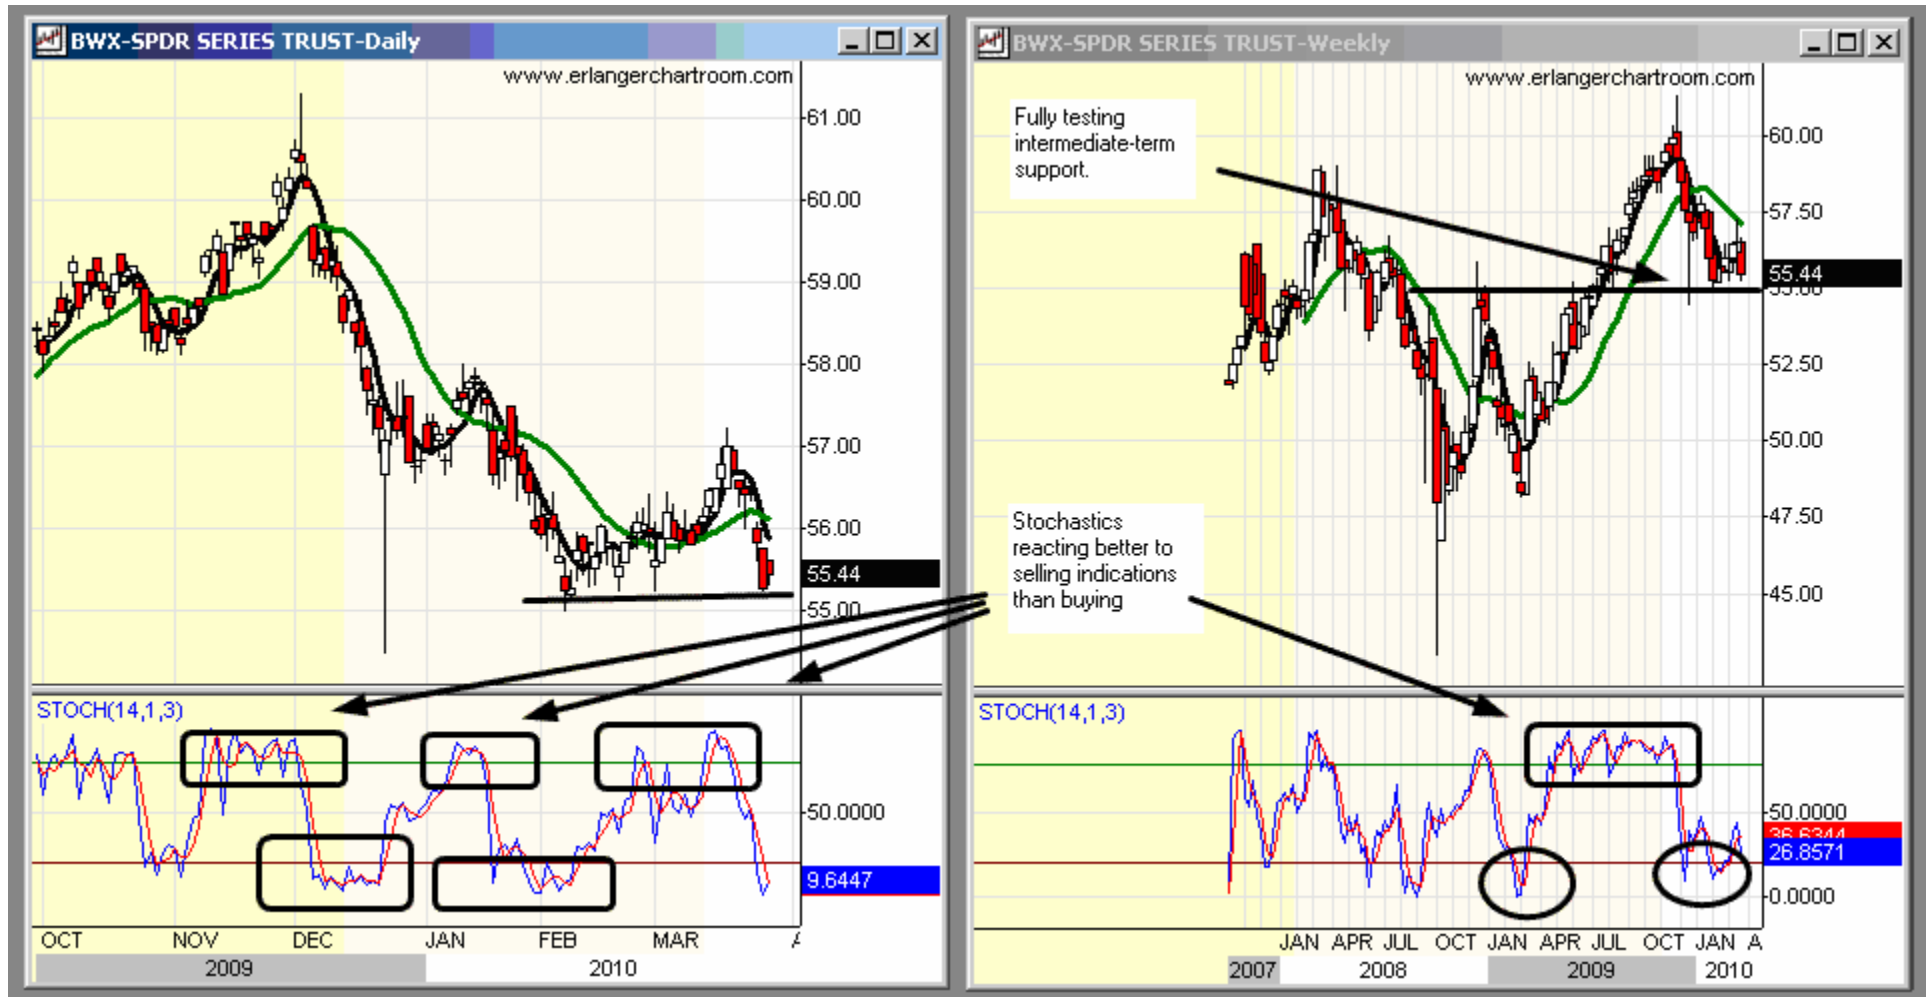 BWX-SPDR SERIES TRUST-Daily
www.erlangerchartroom.com
61.00
60.00
59.00
58.00
57.00
56.00
55.44
55.00
STOCH(14,1,3)
50.0000
9.6447
OCT NOV DEC JAN FEB MAR
2009 2010
BWX-SPDR SERIES TRUST-Weekly
www.erlangerchartroom.com
Fully testing
intermediate-term
support.
60.00
57.50
55.44
55.00
52.50
50.00
47.50
45.00
Stochastics
reacting better to
selling indications
than buying
STOCH(14,1,3)
50.0000
36.6344
26.8571
0.0000
JAN APR JUL OCT JAN APR JUL OCT JAN A
2007 2008 2009 2010